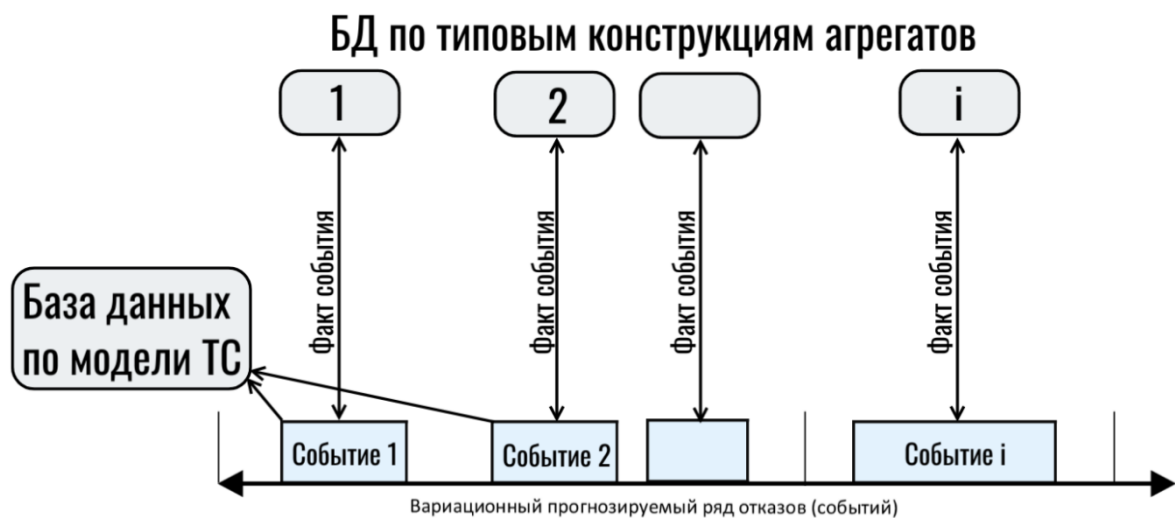 БД по типовым конструкциям агрегатов
1
2
i
факт события
факт события
факт события
факт события
База данных
по модели ТС
Событие 1
Событие 2
Событие i
Вариационный прогнозируемый ряд отказов (событий)